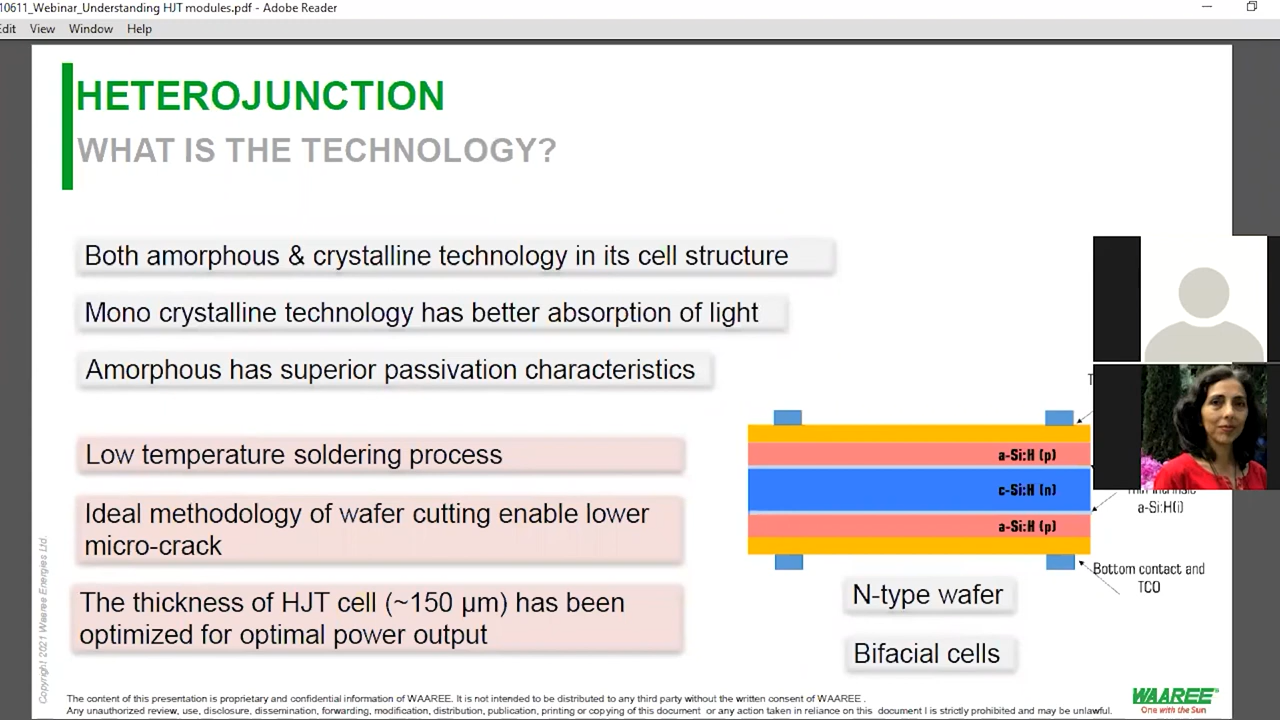 10611_Webinar_Understanding HJT modules.pdf - Adobe Reader
Edit View Window Help
HETEROJUNCTION
WHAT IS THE TECHNOLOGY?
Both amorphous & crystalline technology in its cell structure
Mono crystalline technology has better absorption of light
Amorphous has superior passivation characteristics
Low temperature soldering process
Ideal methodology of wafer cutting enable lower
micro-crack
The thickness of HJT cell (~150 µm) has been
optimized for optimal power output
a-Si:H (p)
c-Si:H (n)
a-Si:H (p)
Thin intrinsic
a-Si:H(i)
Bottom contact and
TCO
N-type wafer
Bifacial cells
Copyright 2021 Waaree Energies Ltd.
The content of this presentation is proprietary and confidential information of WAAREE. It is not intended to be distributed to any third party without the written consent of WAAREE .
Any unauthorized review, use, disclosure, dissemination, forwarding, modification, distribution, publication, printing or copying of this document or any action taken in reliance on this document I is strictly prohibited and may be unlawful.
WAAREE
One with the Sun